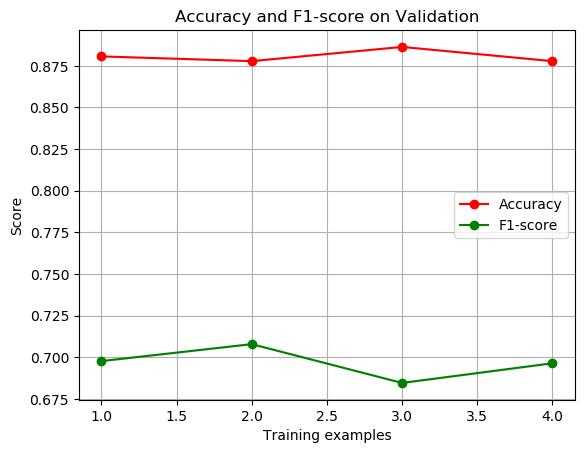 Accuracy and F1-score on Validation
0.875
0.850
0.825
0.800
0.775
0.750
0.725
0.700
0.675
Score
Accuracy
F1-score
1.0 1.5 2.0 2.5 3.0 3.5 4.0
Training examples